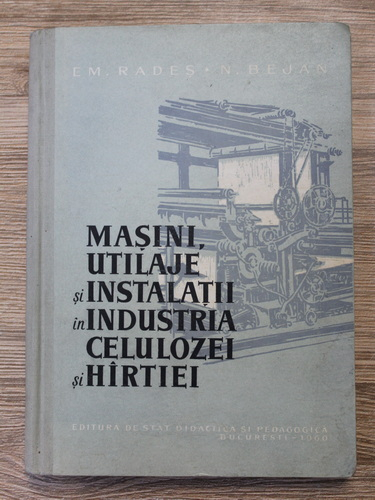 EM. RADEȘ • N. BEJAN
MAȘINI,
UTILAJE
și INSTALAȚII
in INDUSTRIA
CELULOZEI
și HÎRTIEI
EDITURA DE STAT DIDACTICĂ ȘI PEDAGOGICĂ
BUCUREȘTI - 1960